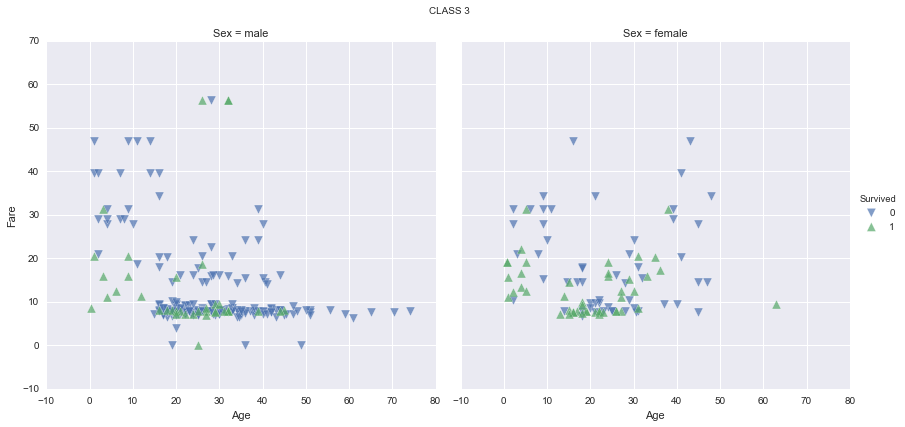 CLASS 3
Sex = male
Sex = female
70
60
50
40
30
20
10
0
−10
Fare
−10 0 10 20 30 40 50 60 70 80
−10 0 10 20 30 40 50 60 70 80
Age
Age
Survived
0
1